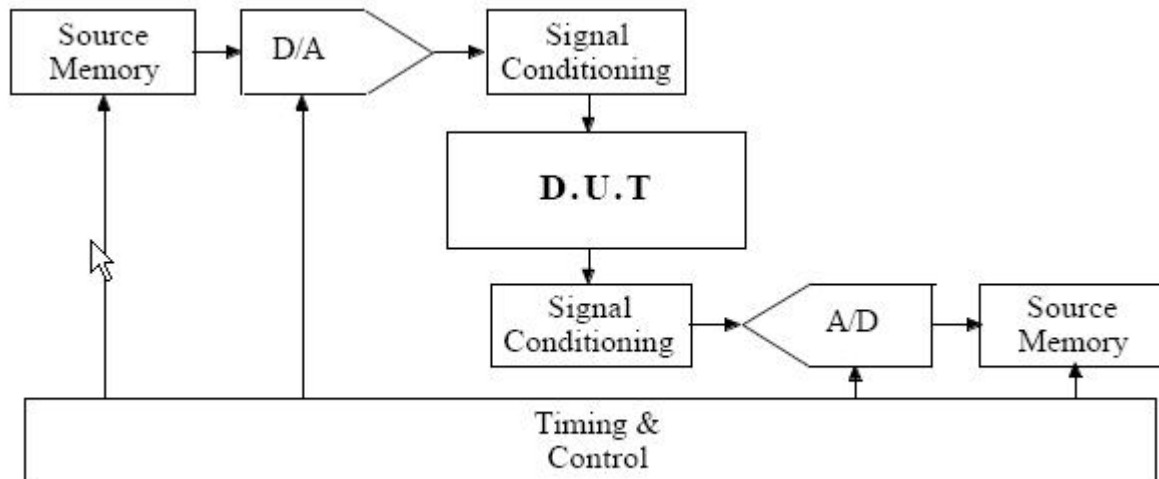 Source
Memory
D/A
Signal
Conditioning
D.U.T
Signal
Conditioning
A/D
Source
Memory
Timing &
Control